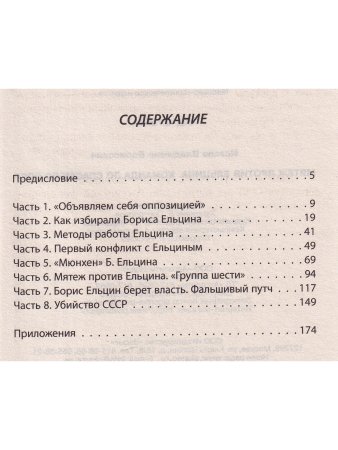 СОДЕРЖАНИЕ
Предисловие . . . . . . . . . . . . . . . . . . . . . . . . . . . . . . . . . . . 5
Часть 1. «Объявляем себя оппозицией» . . . . . . . . . . . . . . . 9
Часть 2. Как избирали Бориса Ельцина . . . . . . . . . . . . . . . 19
Часть 3. Методы работы Ельцина . . . . . . . . . . . . . . . . . . . 41
Часть 4. Первый конфликт с Ельциным . . . . . . . . . . . . . . . 49
Часть 5. «Мюнхен» Б. Ельцина . . . . . . . . . . . . . . . . . . . . . 69
Часть 6. Мятеж против Ельцина. «Группа шести» . . . . . . . 94
Часть 7. Борис Ельцин берет власть. Фальшивый путч . . . 117
Часть 8. Убийство СССР . . . . . . . . . . . . . . . . . . . . . . . . . . 149
Приложения . . . . . . . . . . . . . . . . . . . . . . . . . . . . . . . . . . 174